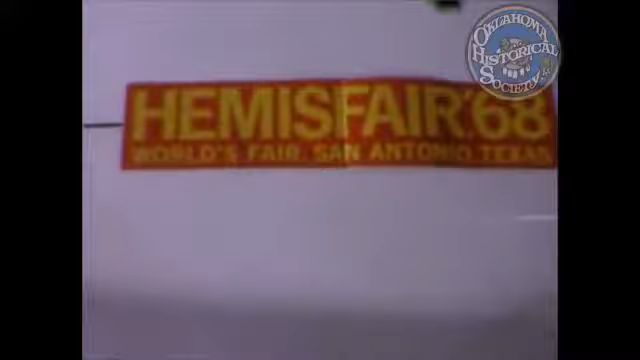 HEMISFAIR '68
WORLD'S FAIR. SAN ANTONIO, TEXAS
OKLAHOMA
HISTORICAL
SOCIETY